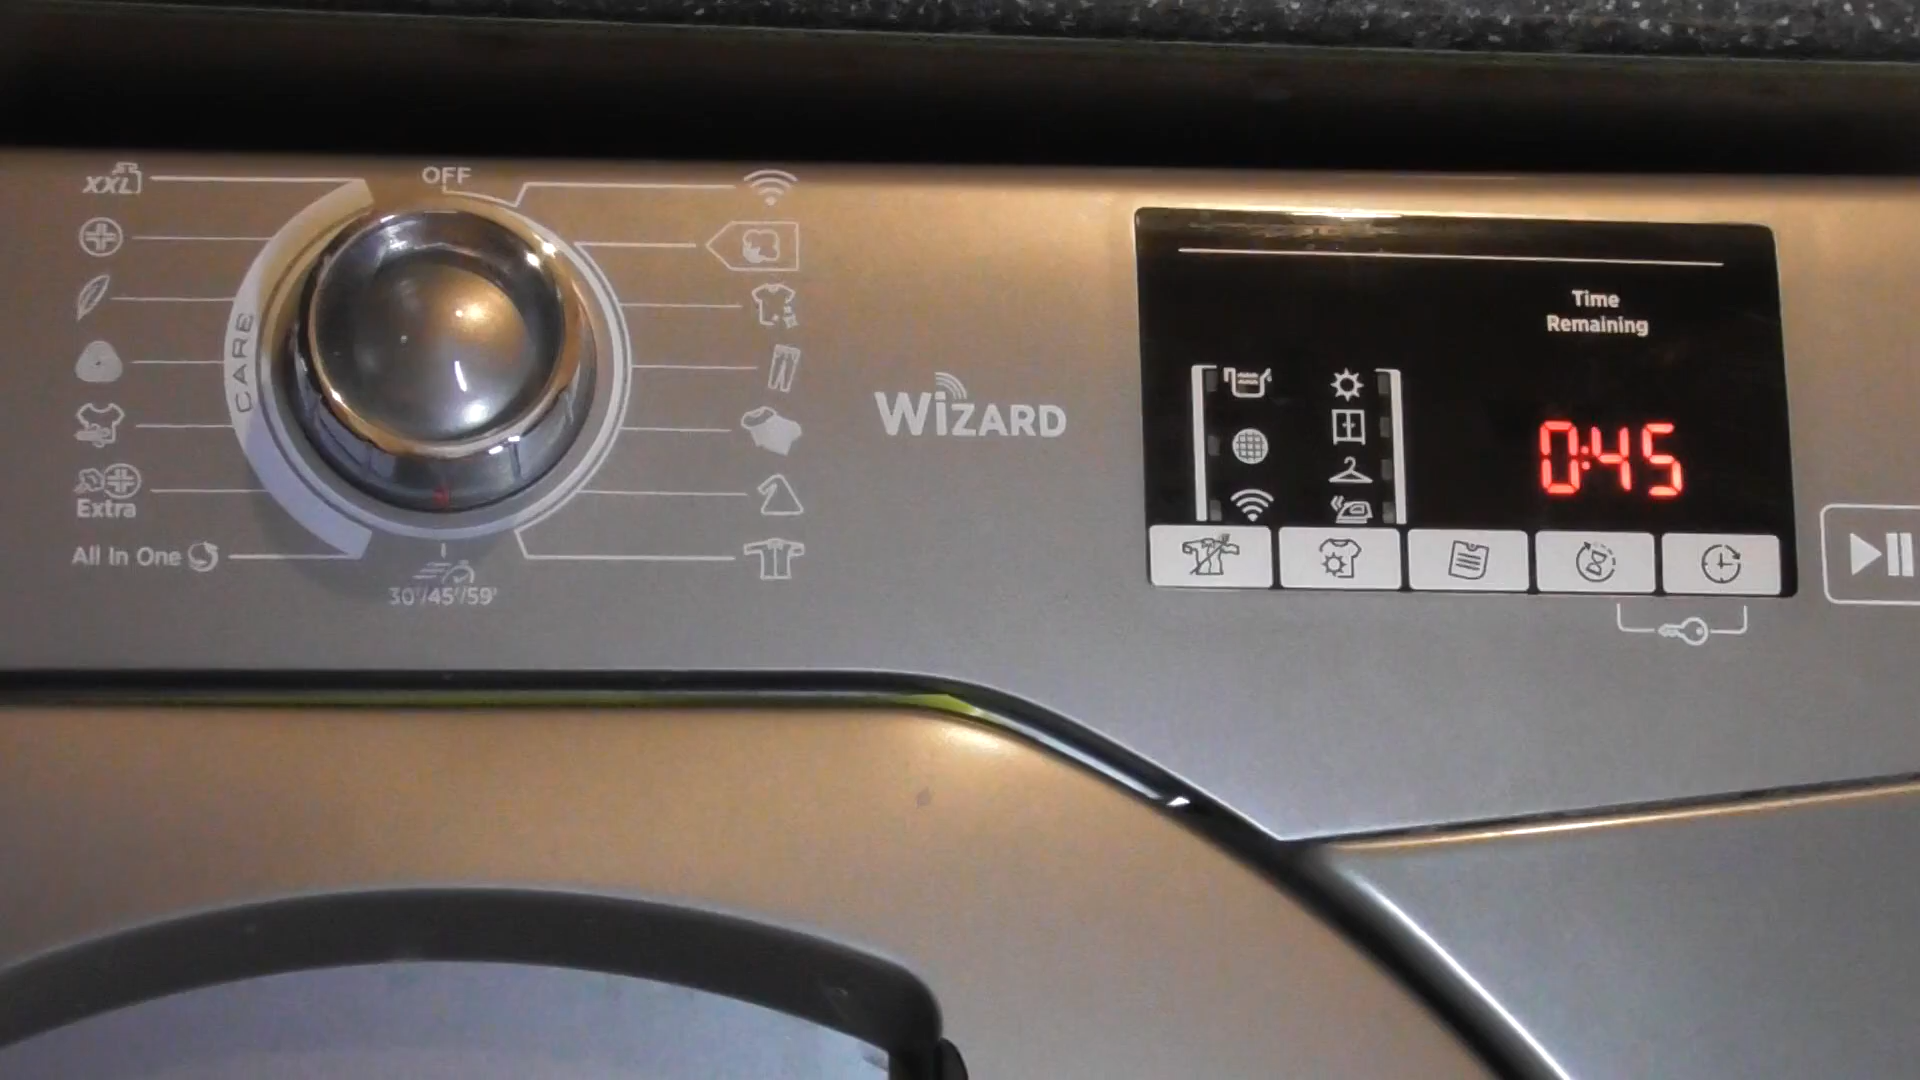 XXL
OFF
CARE
Extra
All In One
30'/45'/59'
WiZARD
Time
Remaining
0:45